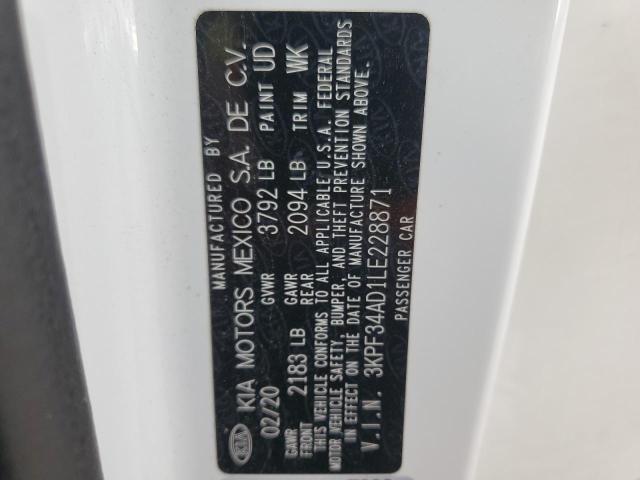 MANUFACTURED BY
KIA KIA MOTORS MEXICO S.A. DE C.V.
02/20 GVWR 3792 LB PAINT UD
GAWR FRONT 2183 LB GAWR REAR 2094 LB TRIM WK
THIS VEHICLE CONFORMS TO ALL APPLICABLE U.S.A. FEDERAL
MOTOR VEHICLE SAFETY, BUMPER, AND THEFT PREVENTION STANDARDS
IN EFFECT ON THE DATE OF MANUFACTURE SHOWN ABOVE.
V.I.N. 3KPF34AD1LE228871
PASSENGER CAR